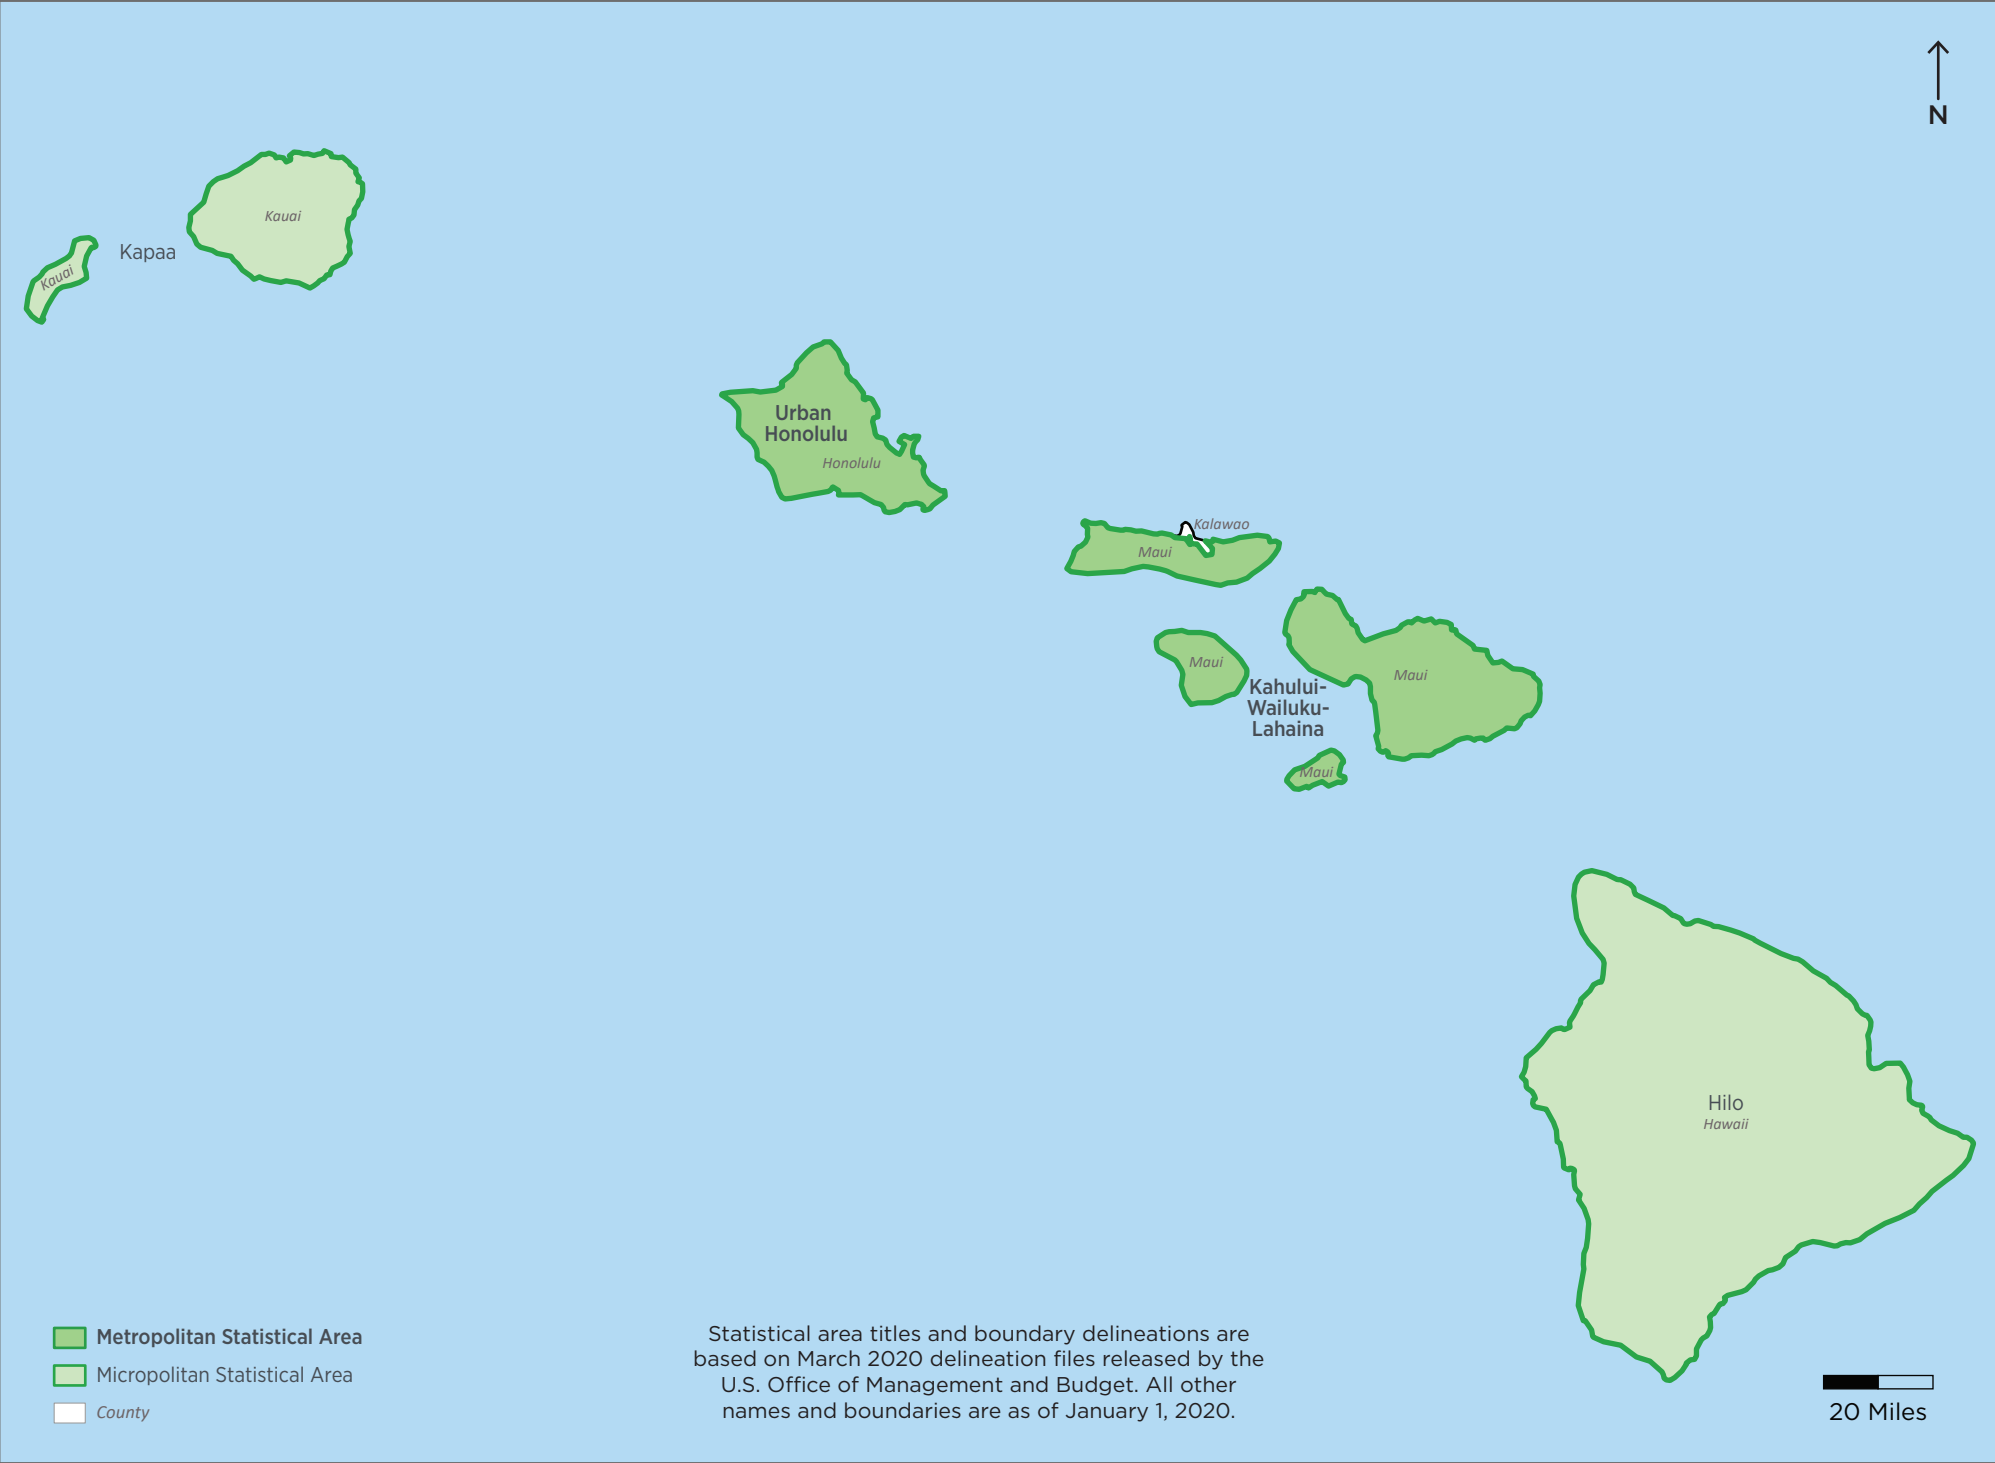 N
Kauai
Kapaa
Kauai
Urban
Honolulu
Honolulu
Kalawao
Maui
Maui
Maui
Kahului-
Wailuku-
Lahaina
Maui
Hilo
Hawaii
Metropolitan Statistical Area
Micropolitan Statistical Area
County
Statistical area titles and boundary delineations are
based on March 2020 delineation files released by the
U.S. Office of Management and Budget. All other
names and boundaries are as of January 1, 2020.
20 Miles